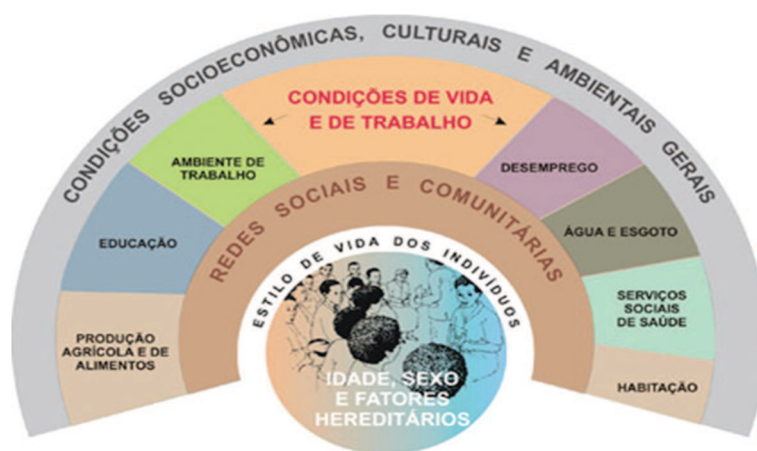 CONDIÇÕES SOCIOECONÔMICAS, CULTURAIS E AMBIENTAIS GERAIS
CONDIÇÕES DE VIDA
E DE TRABALHO
AMBIENTE DE
TRABALHO
DESEMPREGO
REDES SOCIAIS E COMUNITÁRIAS
EDUCAÇÃO
ÁGUA E ESGOTO
ESTILO DE VIDA DOS INDIVÍDUOS
SERVIÇOS
SOCIAIS
DE SAÚDE
PRODUÇÃO
AGRÍCOLA E DE
ALIMENTOS
HABITAÇÃO
IDADE, SEXO
E FATORES
HEREDITÁRIOS